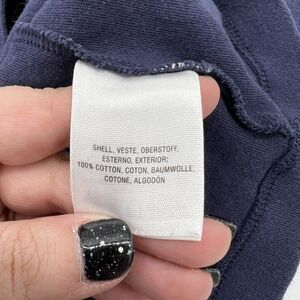 SHELL, VESTE, OBERSTOFF,
ESTERNO, EXTERIOR:
100% COTTON, COTON, BAUMWOLLE,
COTONE, ALGODÓN